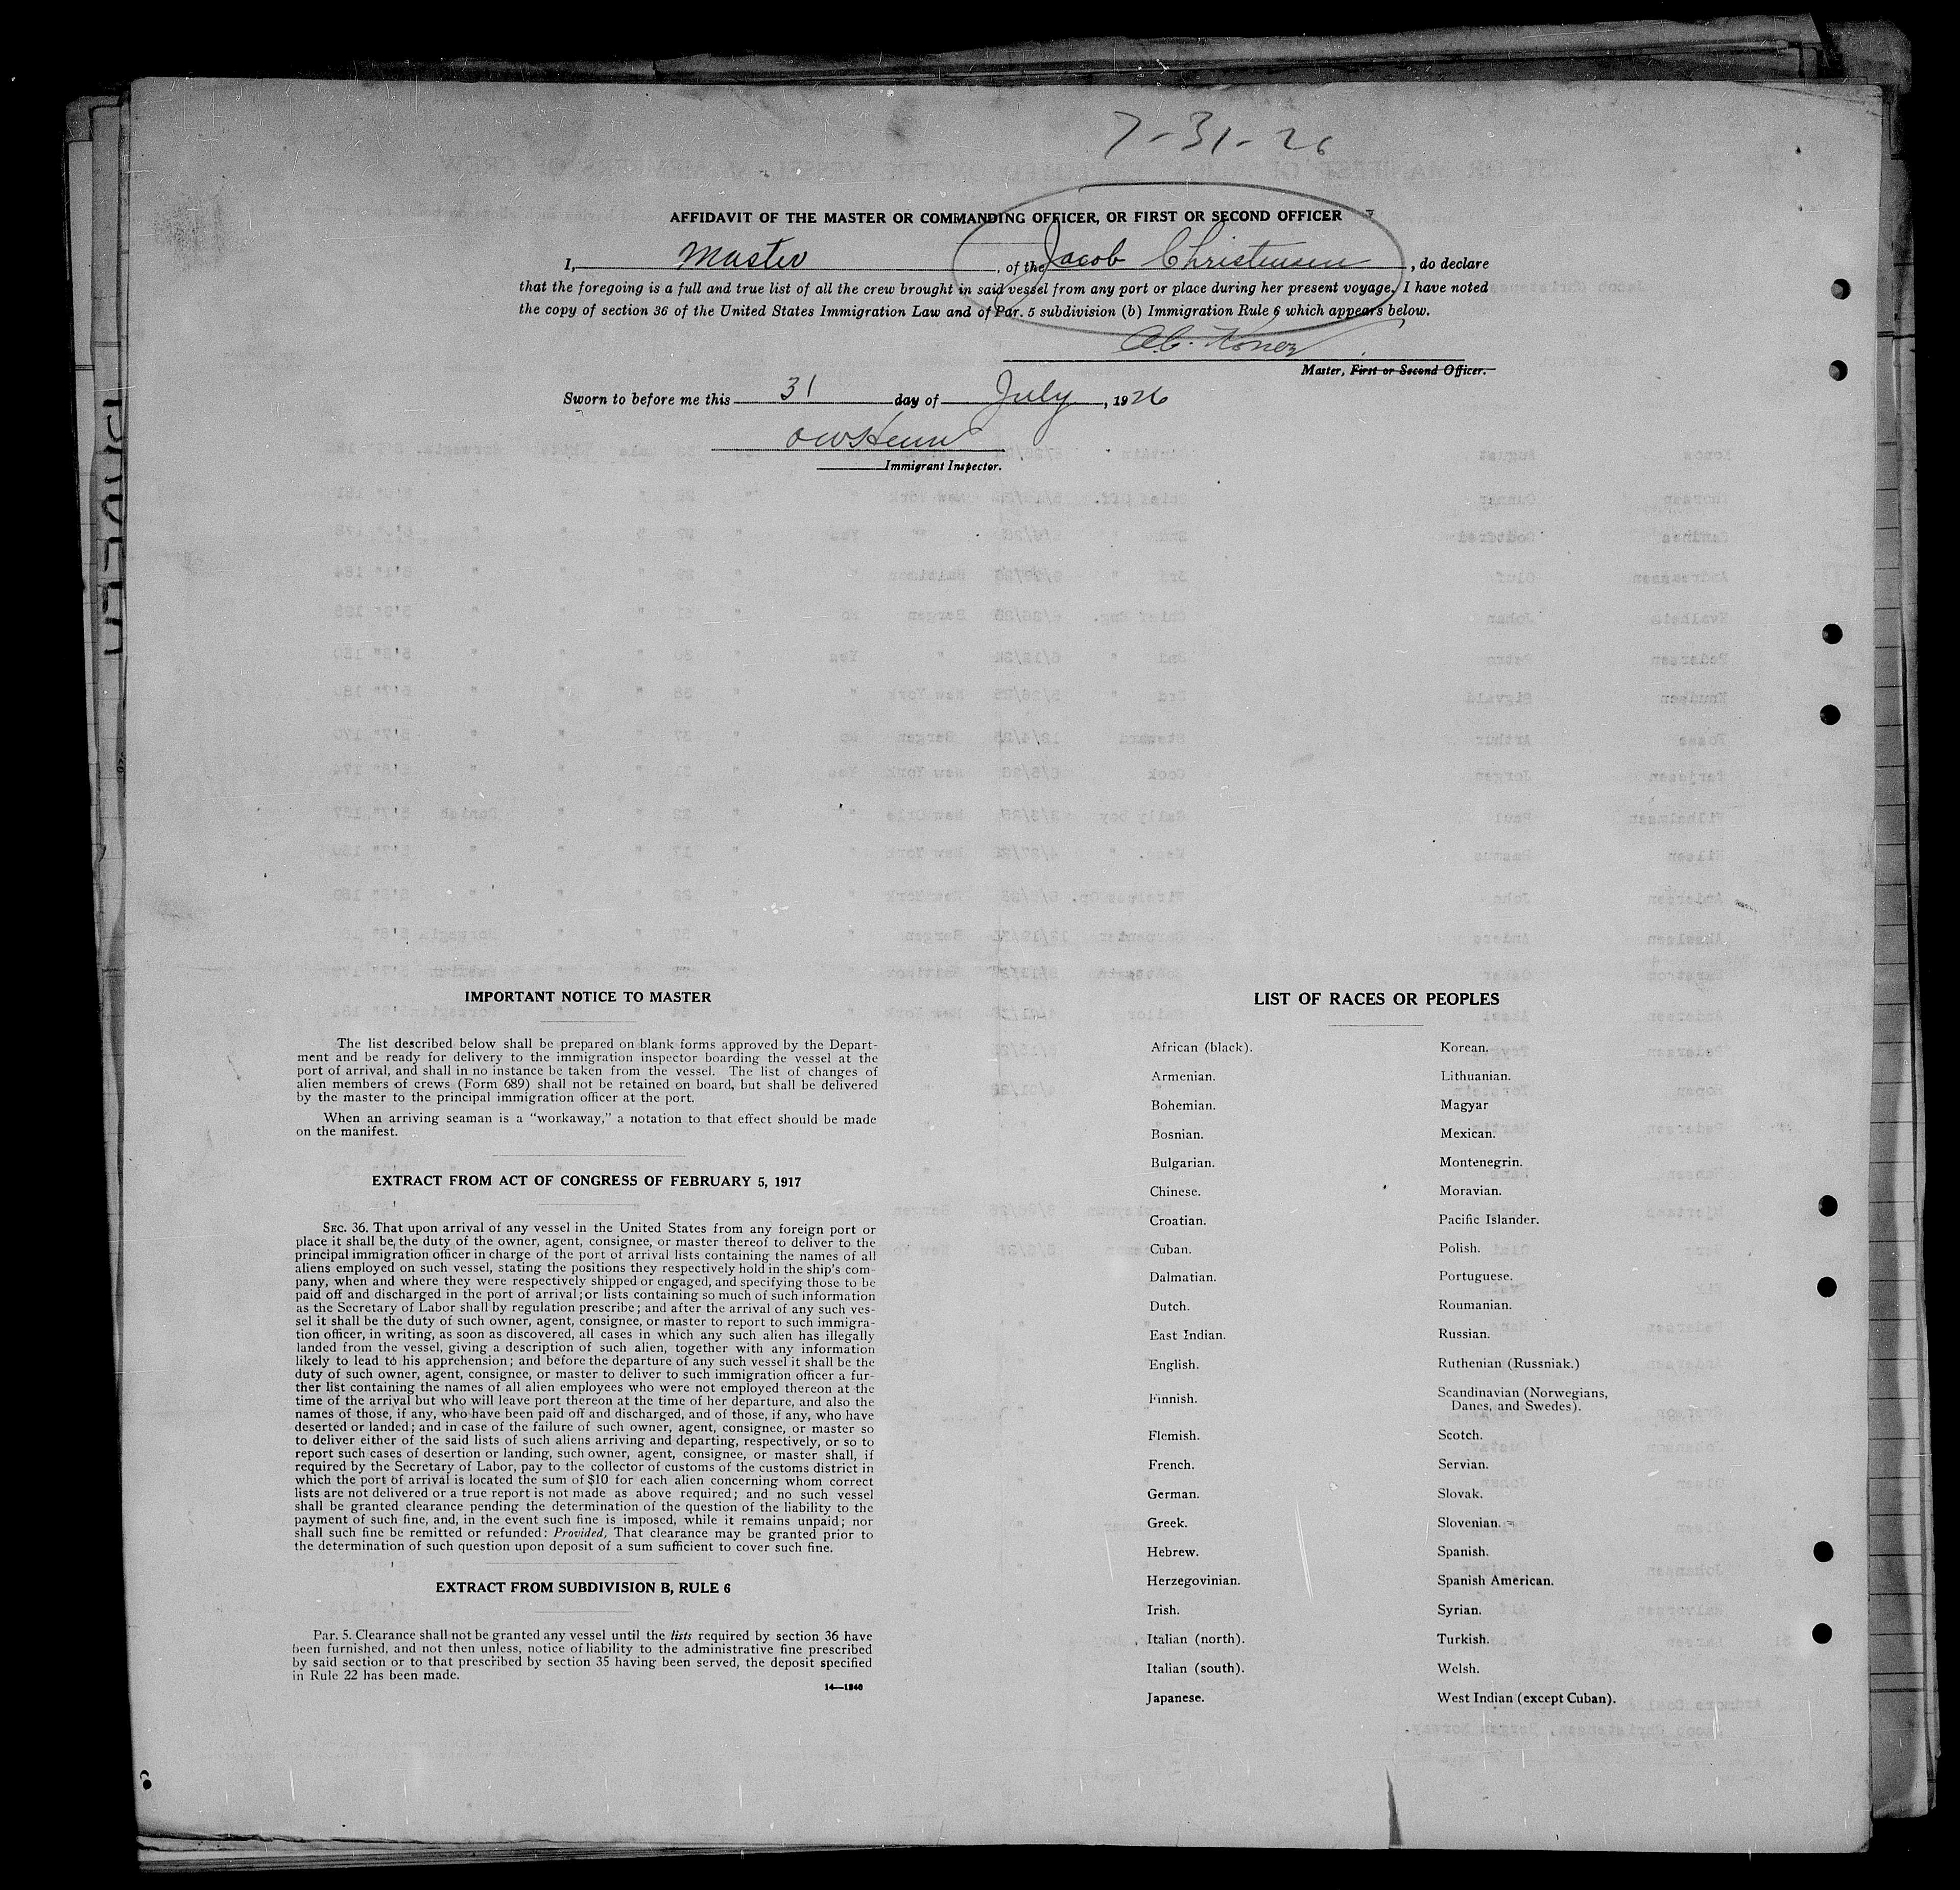 7-31-26
AFFIDAVIT OF THE MASTER OR COMMANDING OFFICER, OR FIRST OR SECOND OFFICER
I, Master, of the Jacob Christensen, do declare
that the foregoing is a full and true list of all the crew brought in said vessel from any port or place during her present voyage. I have noted
the copy of section 36 of the United States Immigration Law and of Par. 5 subdivision (b) Immigration Rule 6 which appears below.
Master, First or Second Officer.
Sworn to before me this 31 day of July, 1926
Immigrant Inspector.
IMPORTANT NOTICE TO MASTER
The list described below shall be prepared on blank forms approved by the Depart-
ment and be ready for delivery to the immigration inspector boarding the vessel at the
port of arrival, and shall in no instance be taken from the vessel. The list of changes of
alien members of crews (Form 689) shall not be retained on board, but shall be delivered
by the master to the principal immigration officer at the port.
When an arriving seaman is a "workaway," a notation to that effect should be made
on the manifest.
EXTRACT FROM ACT OF CONGRESS OF FEBRUARY 5, 1917
SEC. 36. That upon arrival of any vessel in the United States from any foreign port or
place it shall be the duty of the owner, agent, consignee, or master thereof to deliver to the
principal immigration officer in charge of the port of arrival lists containing the names of all
aliens employed on such vessel, stating the positions they respectively hold in the ship's com-
pany, when and where they were respectively shipped or engaged, and specifying those to be
paid off and discharged in the port of arrival; or lists containing so much of such information
as the Secretary of Labor shall by regulation prescribe; and after the arrival of any such ves-
sel it shall be the duty of such owner, agent, consignee, or master to report to such immigra-
tion officer, in writing, as soon as discovered, all cases in which any such alien has illegally
landed from the vessel, giving a description of such alien, together with any information
likely to lead to his apprehension; and before the departure of any such vessel it shall be the
duty of such owner, agent, consignee, or master to deliver to such immigration officer a fur-
ther list containing the names of all alien employees who were not employed thereon at the
time of the arrival but who will leave port thereon at the time of her departure, and also the
names of those, if any, who have been paid off and discharged, and of those, if any, who have
deserted or landed; and in case of the failure of such owner, agent, consignee, or master so
to deliver either of the said lists of such aliens arriving and departing, respectively, or so to
report such cases of desertion or landing, such owner, agent, consignee, or master shall, if
required by the Secretary of Labor, pay to the collector of customs of the customs district in
which the port of arrival is located the sum of $10 for each alien concerning whom correct
lists are not delivered or a true report is not made as above required; and no such vessel
shall be granted clearance pending the determination of the question of the liability to the
payment of such fine, and, in the event such fine is imposed, while it remains unpaid; nor
shall such fine be remitted or refunded: Provided, That clearance may be granted prior to
the determination of such question upon deposit of a sum sufficient to cover such fine.
EXTRACT FROM SUBDIVISION B, RULE 6
Par. 5. Clearance shall not be granted any vessel until the lists required by section 36 have
been furnished, and not then unless, notice of liability to the administrative fine prescribed
by said section or to that prescribed by section 35 having been served, the deposit specified
in Rule 22 has been made.
14—1240
LIST OF RACES OR PEOPLES
African (black).
Armenian.
Bohemian.
Bosnian.
Bulgarian.
Chinese.
Croatian.
Cuban.
Dalmatian.
Dutch.
East Indian.
English.
Finnish.
Flemish.
French.
German.
Greek.
Hebrew.
Herzegovinian.
Irish.
Italian (north).
Italian (south).
Japanese.
Korean.
Lithuanian.
Magyar
Mexican.
Montenegrin.
Moravian.
Pacific Islander.
Polish.
Portuguese.
Roumanian.
Russian.
Ruthenian (Russniak.)
Scandinavian (Norwegians,
Danes, and Swedes).
Scotch.
Servian.
Slovak.
Slovenian.
Spanish.
Spanish American.
Syrian.
Turkish.
Welsh.
West Indian (except Cuban).